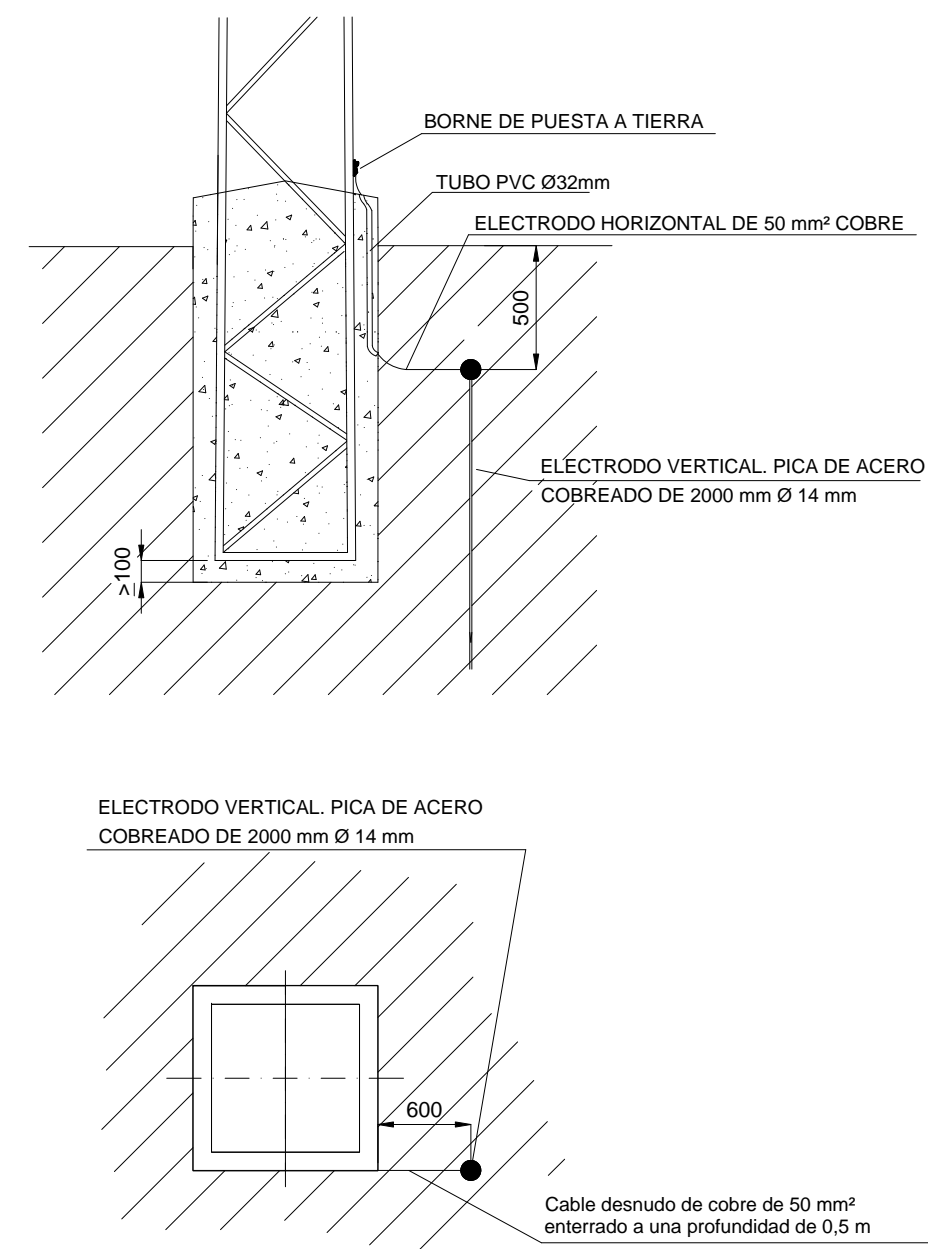 BORNE DE PUESTA A TIERRA
TUBO PVC Ø32mm
ELECTRODO HORIZONTAL DE 50 mm² COBRE
500
ELECTRODO VERTICAL. PICA DE ACERO
COBREADO DE 2000 mm Ø 14 mm
≥100
ELECTRODO VERTICAL. PICA DE ACERO
COBREADO DE 2000 mm Ø 14 mm
600
Cable desnudo de cobre de 50 mm²
enterrado a una profundidad de 0,5 m